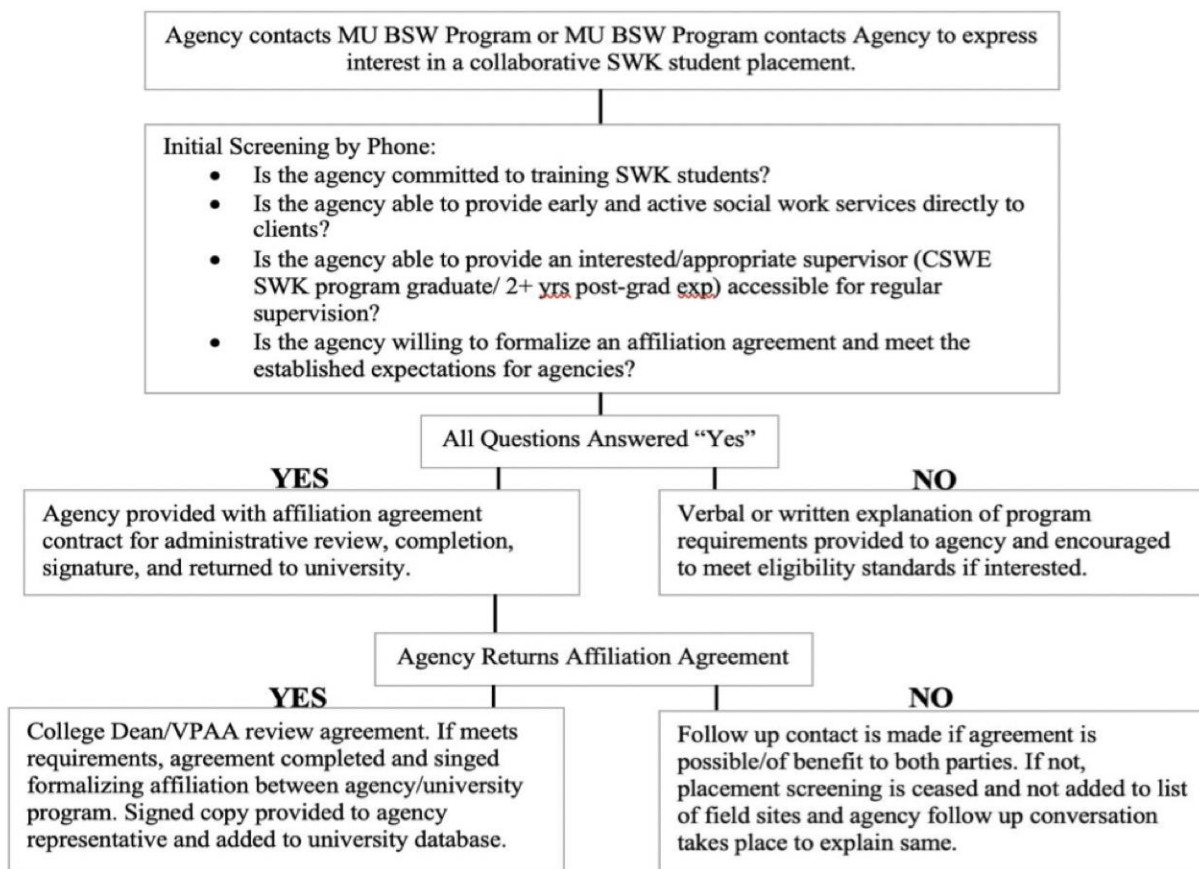 Agency contacts MU BSW Program or MU BSW Program contacts Agency to express
interest in a collaborative SWK student placement.
Initial Screening by Phone:
• Is the agency committed to training SWK students?
• Is the agency able to provide early and active social work services directly to
clients?
• Is the agency able to provide an interested/appropriate supervisor (CSWE
SWK program graduate/ 2+ yrs post-grad exp) accessible for regular
supervision?
• Is the agency willing to formalize an affiliation agreement and meet the
established expectations for agencies?
All Questions Answered “Yes”
YES
Agency provided with affiliation agreement
contract for administrative review, completion,
signature, and returned to university.
NO
Verbal or written explanation of program
requirements provided to agency and encouraged
to meet eligibility standards if interested.
Agency Returns Affiliation Agreement
YES
College Dean/VPAA review agreement. If meets
requirements, agreement completed and singed
formalizing affiliation between agency/university
program. Signed copy provided to agency
representative and added to university database.
NO
Follow up contact is made if agreement is
possible/of benefit to both parties. If not,
placement screening is ceased and not added to list
of field sites and agency follow up conversation
takes place to explain same.